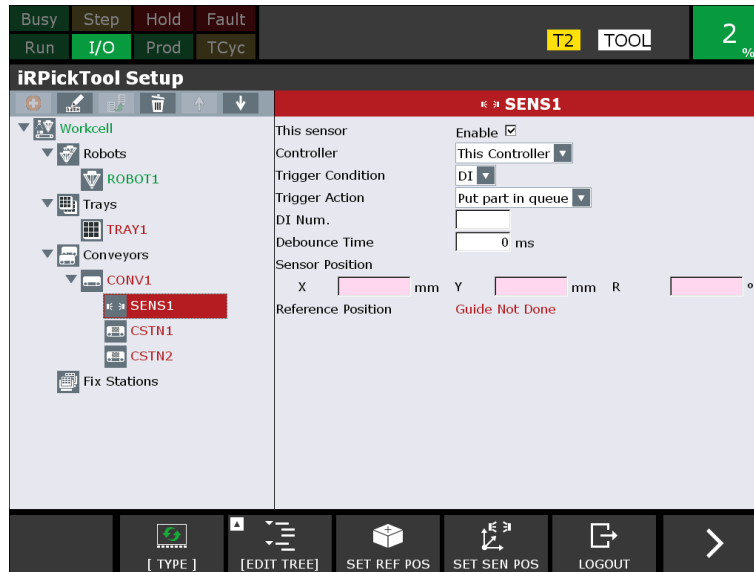 Busy Step Hold Fault
Run I/O Prod TCyc
T2 TOOL
2 %
iRPickTool Setup
SENS1
Workcell
Robots
ROBOT1
Trays
TRAY1
Conveyors
CONV1
SENS1
CSTN1
CSTN2
Fix Stations
This sensor Enable
Controller This Controller
Trigger Condition DI
Trigger Action Put part in queue
DI Num.
Debounce Time 0 ms
Sensor Position
X mm Y mm R °
Reference Position Guide Not Done
[ TYPE ] [EDIT TREE] SET REF POS SET SEN POS LOGOUT